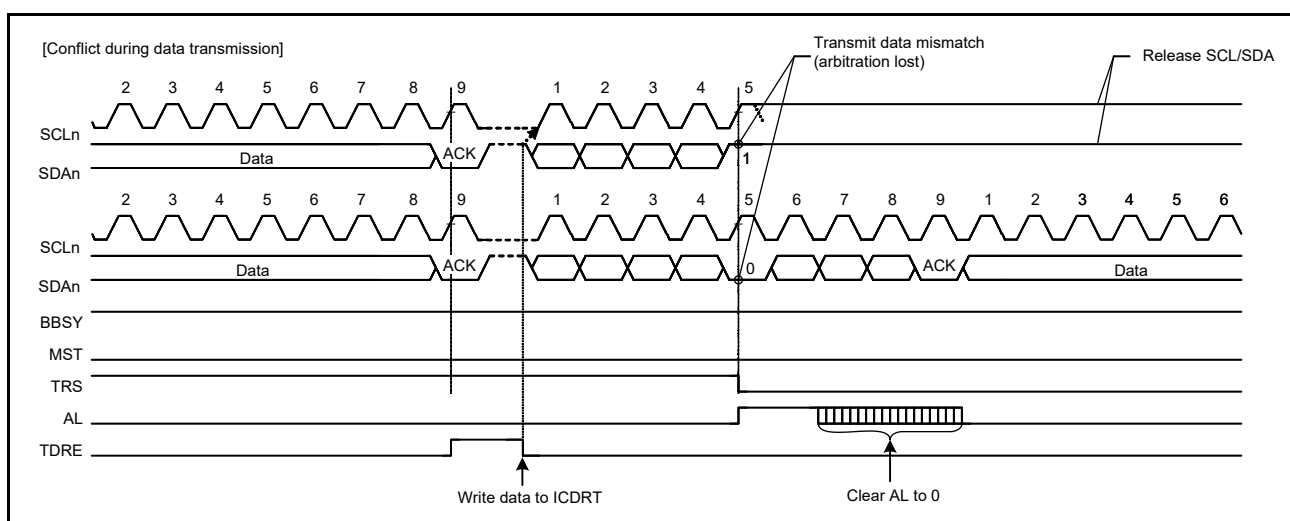 [Conflict during data transmission]
Transmit data mismatch
(arbitration lost)
Release SCL/SDA
2 3 4 5 6 7 8 9 1 2 3 4 5
SCLn
Data ACK 1
SDAn
2 3 4 5 6 7 8 9 1 2 3 4 5 6 7 8 9 1 2 3 4 5 6
SCLn
Data ACK 0 ACK Data
SDAn
BBSY
MST
TRS
AL
TDRE
Write data to ICDRT
Clear AL to 0